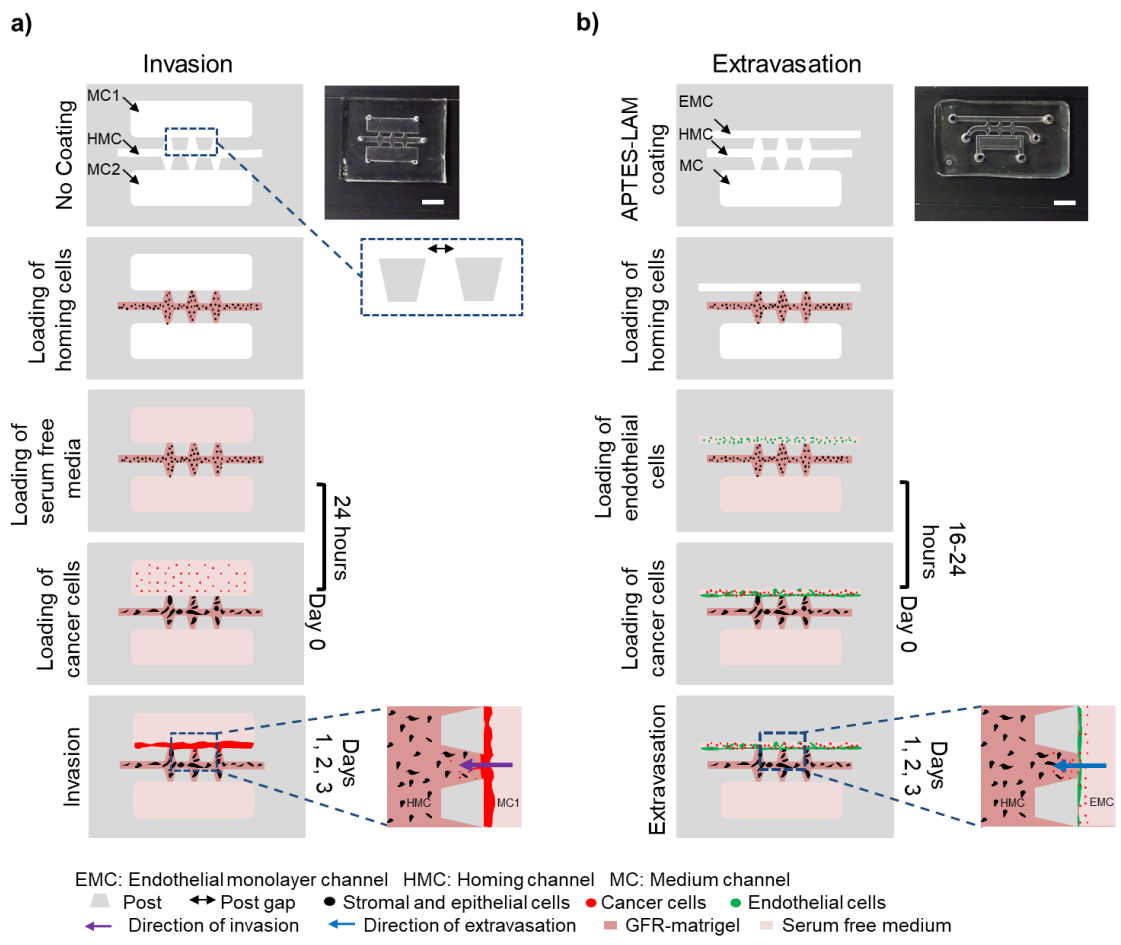 a)
Invasion
No Coating
MC1
HMC
MC2
Loading of
homing cells
Loading of
serum free
media
24 hours
Loading of
cancer cells
Day 0
Invasion
Days
1, 2, 3
HMC
MC1
b)
Extravasation
APTES-LAM
coating
EMC
HMC
MC
Loading of
homing cells
Loading of
endothelial
cells
16-24
hours
Loading of
cancer cells
Day 0
Extravasation
Days
1, 2, 3
HMC
EMC
EMC: Endothelial monolayer channel HMC: Homing channel MC: Medium channel
Post Post gap Stromal and epithelial cells Cancer cells Endothelial cells
Direction of invasion Direction of extravasation GFR-matrigel Serum free medium